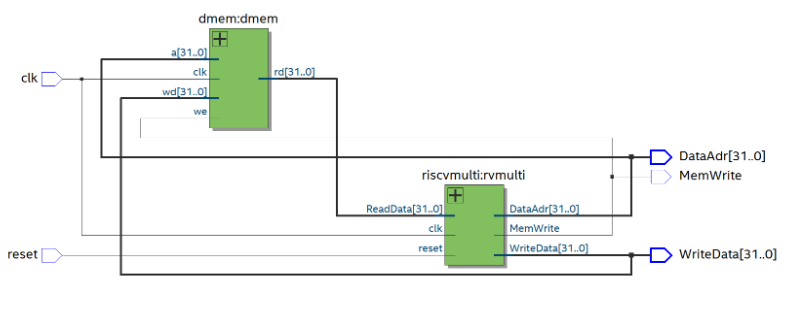 dmem:dmem
a[31..0]
clk
clk
rd[31..0]
wd[31..0]
we
DataAdr[31..0]
MemWrite
riscvmulti:rvmulti
ReadData[31..0]
DataAdr[31..0]
clk
MemWrite
reset
WriteData[31..0]
reset
WriteData[31..0]